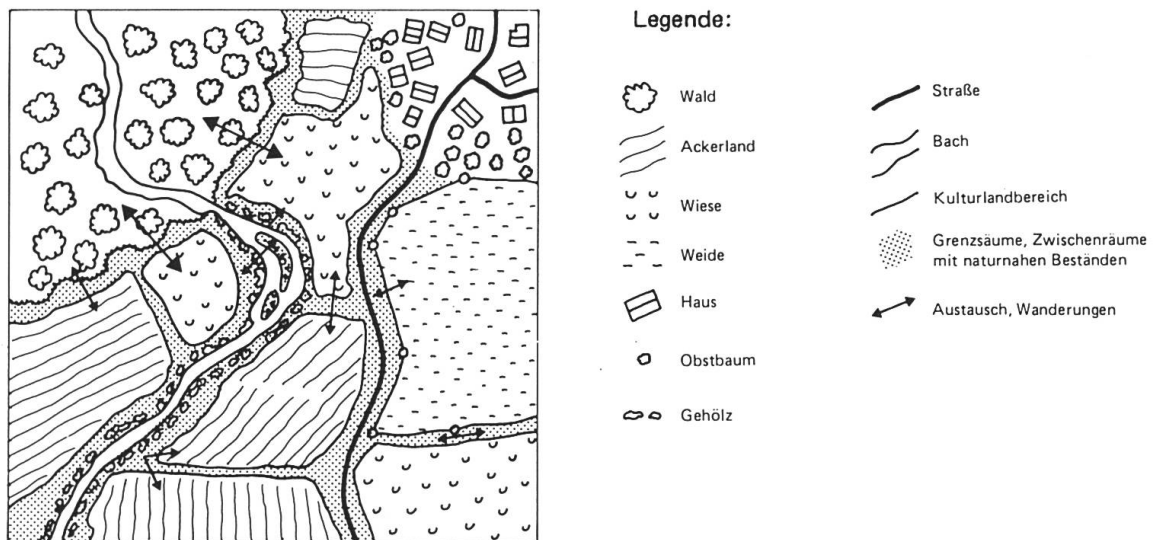 Legende:
Wald
Ackerland
Wiese
Weide
Haus
Obstbaum
Gehölz
Straße
Bach
Kulturlandbereich
Grenzsäume, Zwischenräume
mit naturnahen Beständen
Austausch, Wanderungen